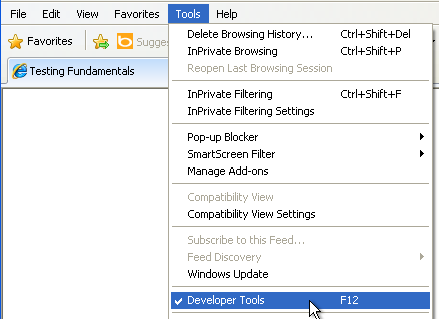 File Edit View Favorites Tools Help
Favorites Sugge
Testing Fundamentals
Delete Browsing History... Ctrl+Shift+Del
InPrivate Browsing Ctrl+Shift+P
Reopen Last Browsing Session
InPrivate Filtering Ctrl+Shift+F
InPrivate Filtering Settings
Pop-up Blocker
SmartScreen Filter
Manage Add-ons
Compatibility View
Compatibility View Settings
Subscribe to this Feed...
Feed Discovery
Windows Update
Developer Tools F12